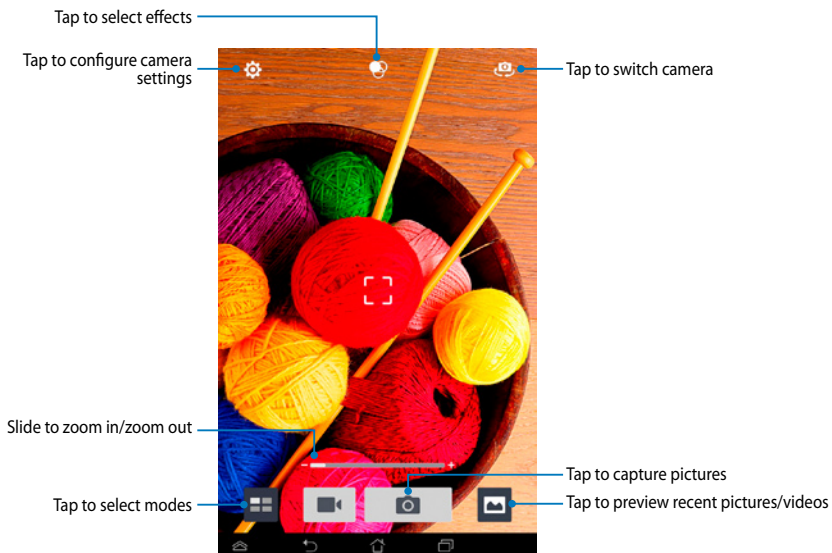 Tap to select effects
Tap to configure camera
settings
Tap to switch camera
Slide to zoom in/zoom out
Tap to capture pictures
Tap to select modes
Tap to preview recent pictures/videos